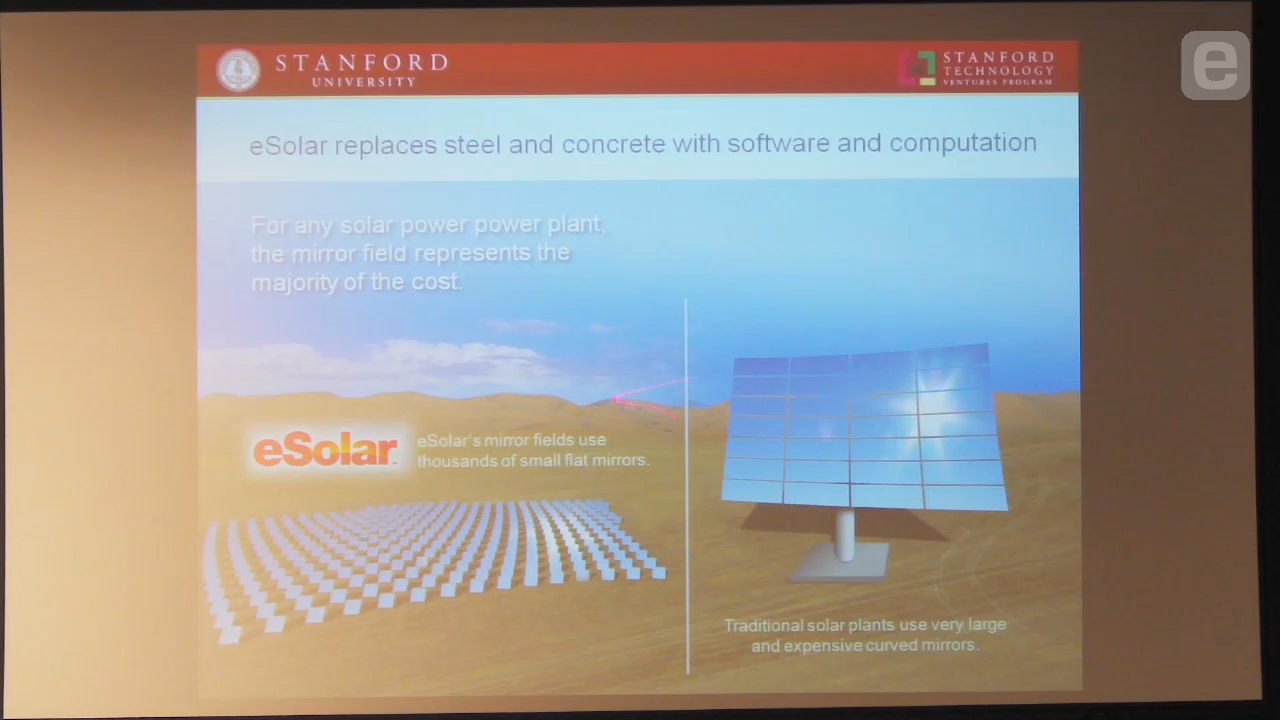 STANFORD
UNIVERSITY
STANFORD
TECHNOLOGY
VENTURES PROGRAM
e
eSolar replaces steel and concrete with software and computation
For any solar power power plant,
the mirror field represents the
majority of the cost.
eSolar
eSolar's mirror fields use
thousands of small flat mirrors.
Traditional solar plants use very large
and expensive curved mirrors.